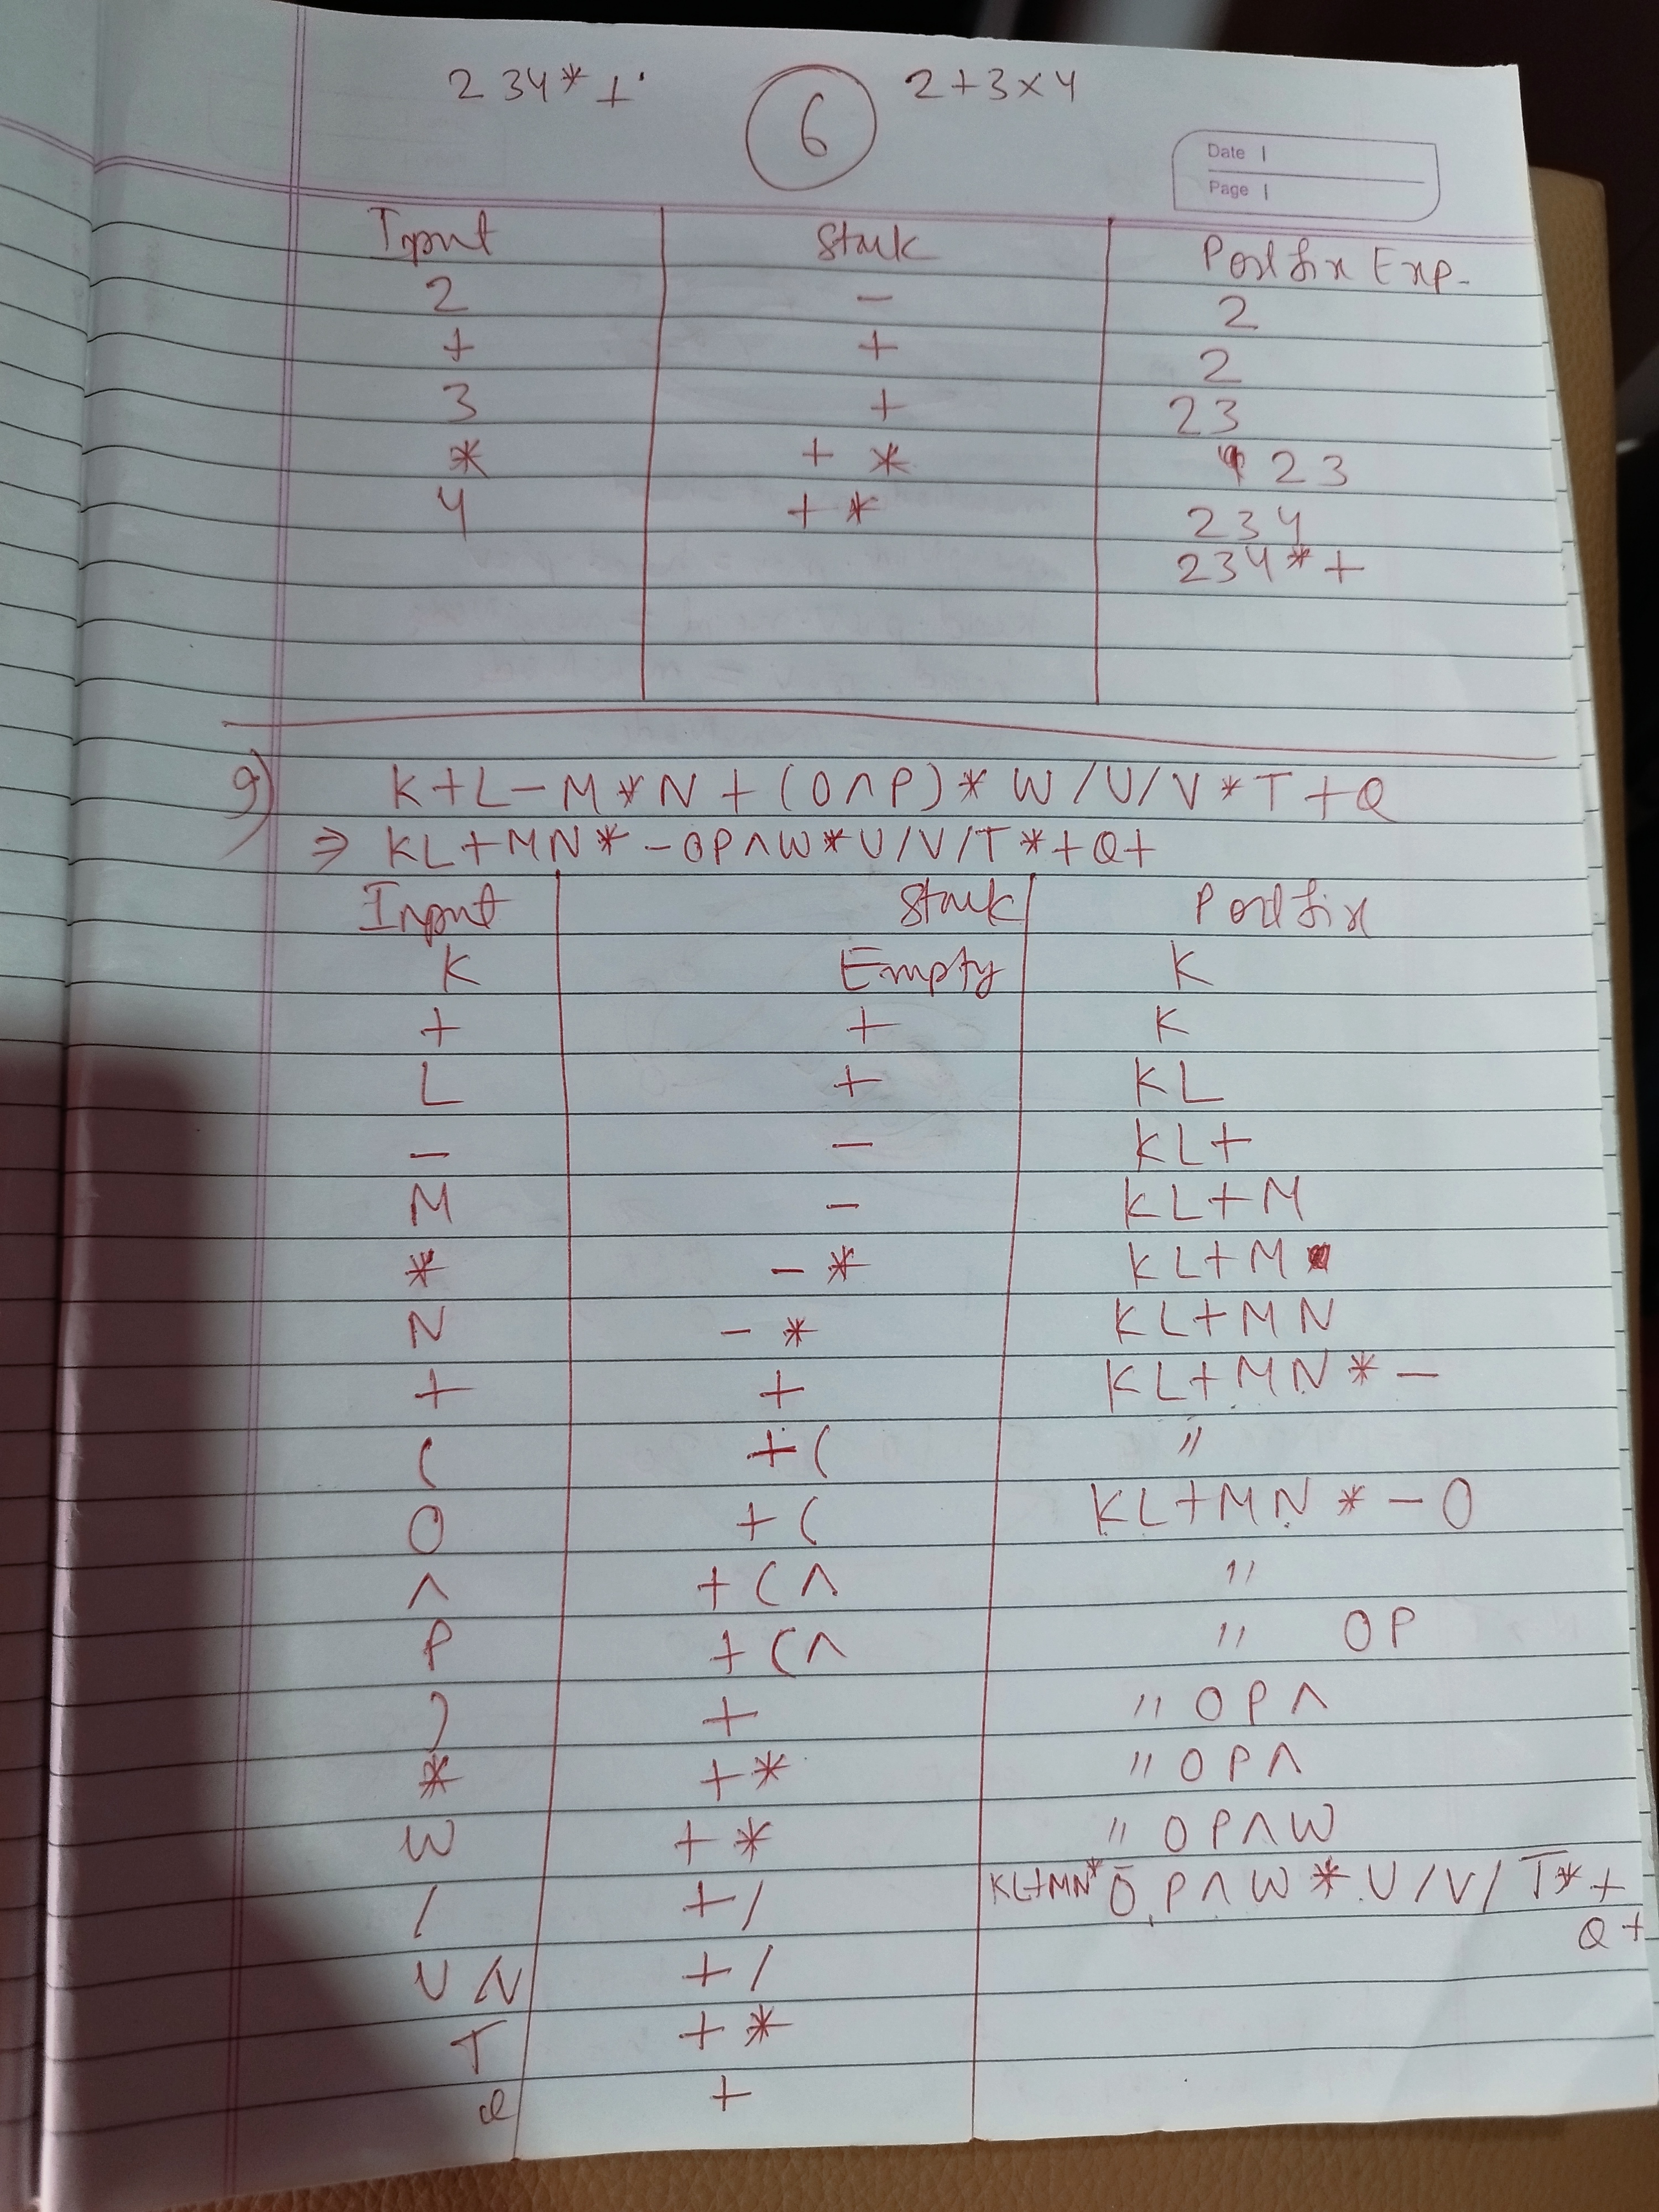 234*+ 6 2+3×4
Date
Page
Input Stack Postfix Exp.
2 - 2
+ + 2
3 + 23
* + * 23
4 + * 234
234*+
g) K+L-M*N+(O^P)*W/U/V*T+Q
⇒ KL+MN*-OP^W*U/V/T*+Q+
Input Stack Postfix
K Empty K
+ + K
L + KL
- - KL+
M - KL+M
* - * KL+M
N - * KL+MN
+ + KL+MN*-
( +( "
O +( KL+MN*-O
^ +(^ "
P +(^ " OP
) + " OP^
* +* " OP^
W +* " OP^W
/ +/ KL+MN*-OP^W*U/V/T*+
Q+
U /V +/
T +*
Q +